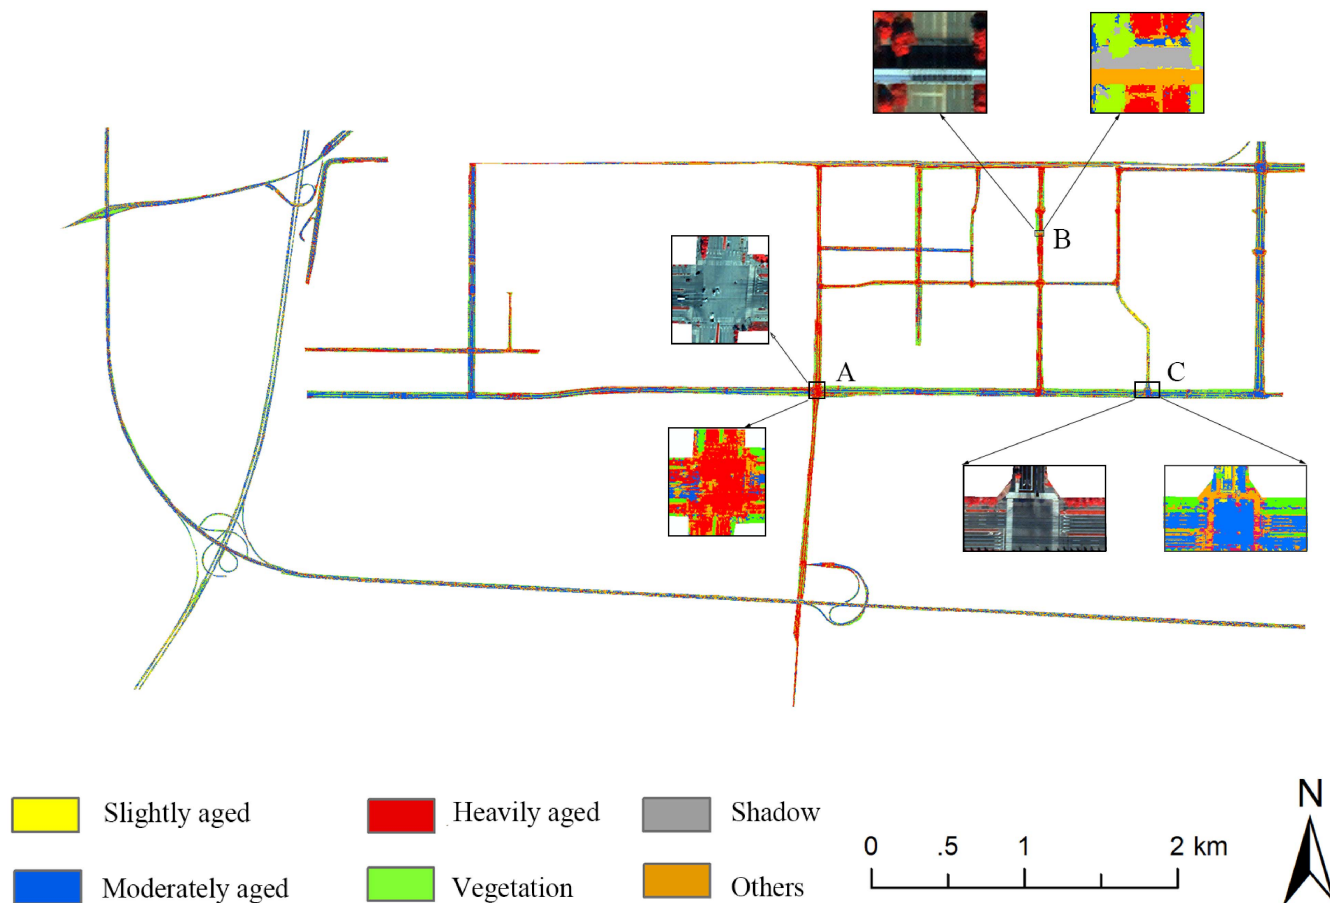 B
A
C
Slightly aged
Heavily aged
Shadow
Moderately aged
Vegetation
Others
0 .5 1 2 km
N